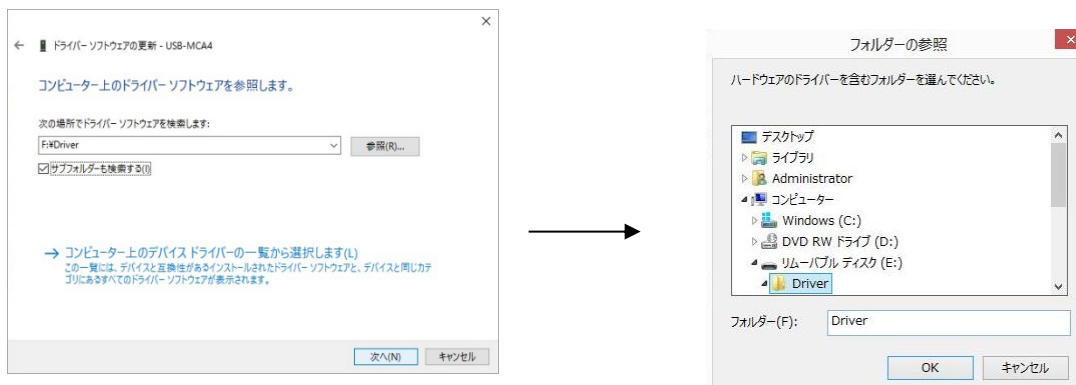 ドライバー ソフトウェアの更新 - USB-MCA4
コンピューター上のドライバー ソフトウェアを参照します。
次の場所でドライバー ソフトウェアを検索します:
F:¥Driver
参照(R)...
サブフォルダーも検索する(I)
→ コンピューター上のデバイス ドライバーの一覧から選択します(L)
この一覧には、デバイスと互換性があるインストールされたドライバー ソフトウェアと、デバイスと同じカテ
ゴリにあるすべてのドライバー ソフトウェアが表示されます。
次へ(N)
キャンセル
フォルダーの参照
ハードウェアのドライバーを含むフォルダーを選んでください。
デスクトップ
ライブラリ
Administrator
コンピューター
Windows (C:)
DVD RW ドライブ (D:)
リムーバブル ディスク (E:)
Driver
フォルダー(F):
Driver
OK
キャンセル